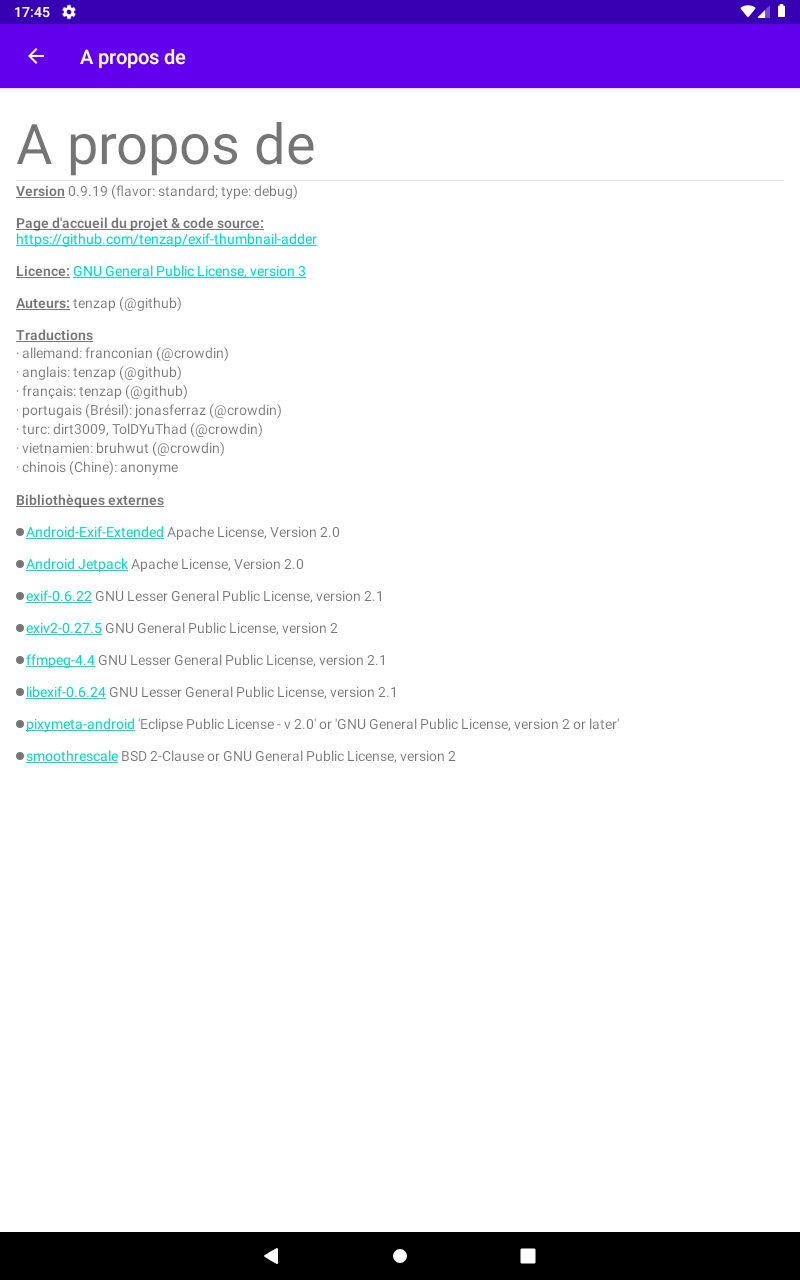 17:45
A propos de
A propos de
Version 0.9.19 (flavor: standard; type: debug)
Page d'accueil du projet & code source:
https://github.com/tenzap/exif-thumbnail-adder
Licence: GNU General Public License, version 3
Auteurs: tenzap (@github)
Traductions
· allemand: franconian (@crowdin)
· anglais: tenzap (@github)
· français: tenzap (@github)
· portugais (Brésil): jonasferraz (@crowdin)
· turc: dirt3009, TolDYuThad (@crowdin)
· vietnamien: bruhwut (@crowdin)
· chinois (Chine): anonyme
Bibliothèques externes
●Android-Exif-Extended Apache License, Version 2.0
●Android Jetpack Apache License, Version 2.0
●exif-0.6.22 GNU Lesser General Public License, version 2.1
●exiv2-0.27.5 GNU General Public License, version 2
●ffmpeg-4.4 GNU Lesser General Public License, version 2.1
●libexif-0.6.24 GNU Lesser General Public License, version 2.1
●pixymeta-android 'Eclipse Public License - v 2.0' or 'GNU General Public License, version 2 or later'
●smoothrescale BSD 2-Clause or GNU General Public License, version 2